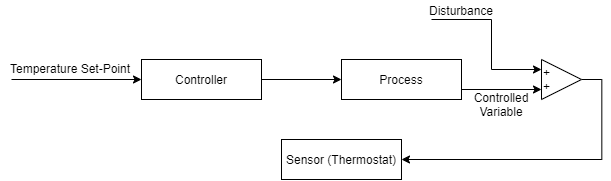 Disturbance
Temperature Set-Point
Controller
Process
+
+
Controlled
Variable
Sensor (Thermostat)